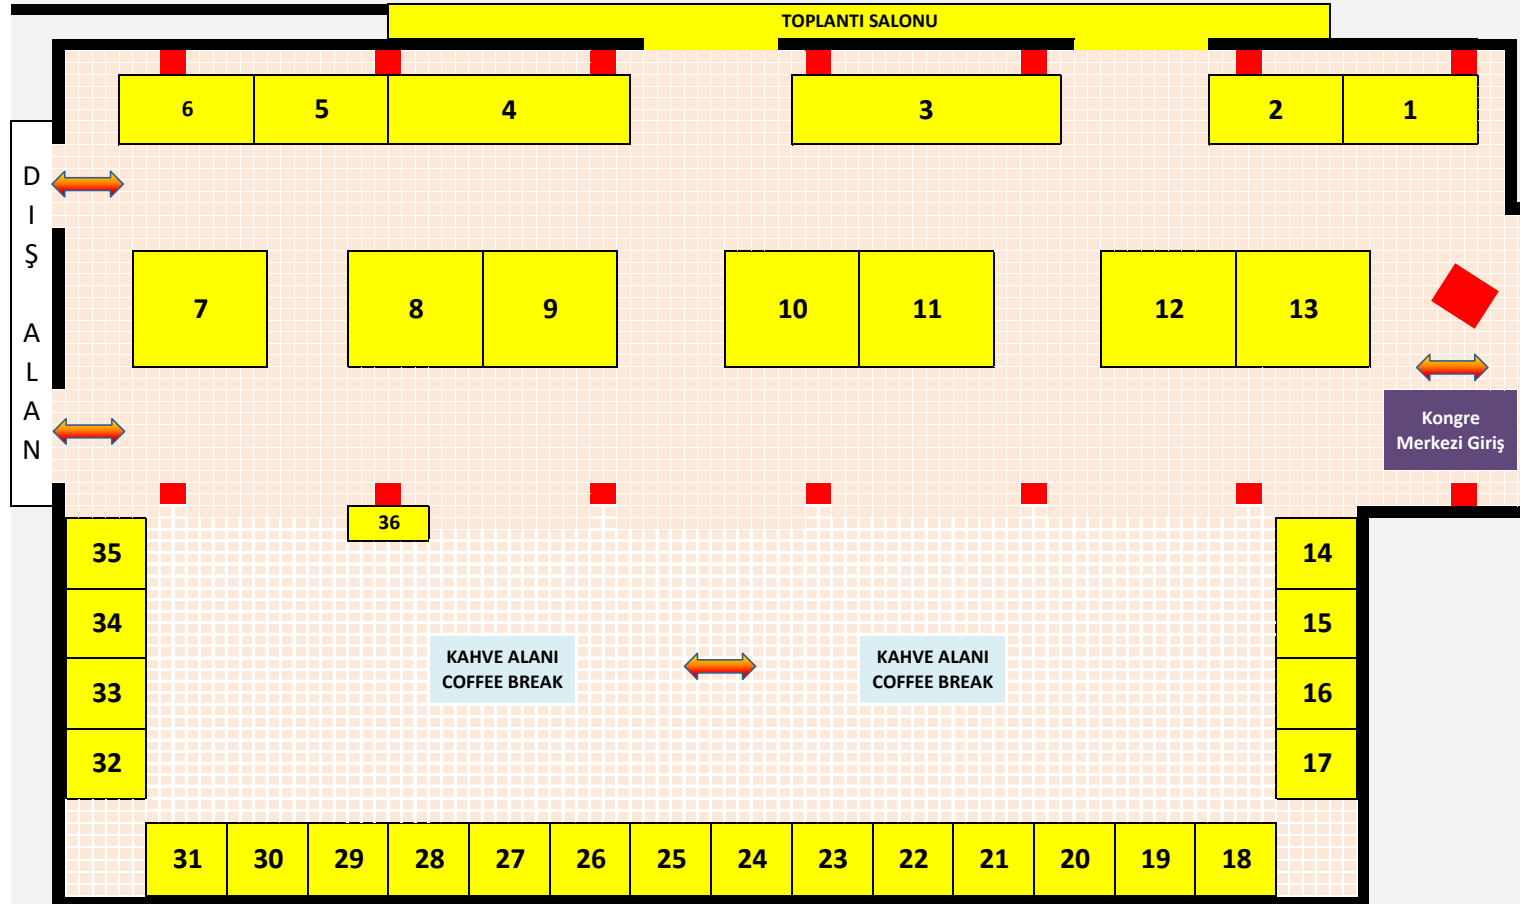 TOPLANTI SALONU
6
5
4
3
2
1
D
I
Ş
A
L
A
N
7
8
9
10
11
12
13
Kongre
Merkezi Giriş
36
35
34
33
32
14
15
16
17
KAHVE ALANI
COFFEE BREAK
KAHVE ALANI
COFFEE BREAK
31
30
29
28
27
26
25
24
23
22
21
20
19
18